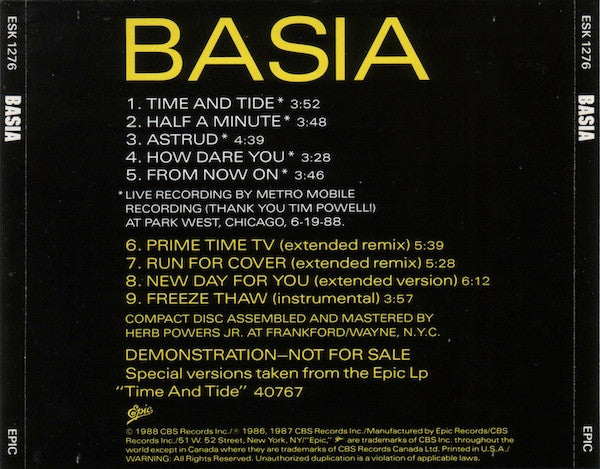 BASIA
1. TIME AND TIDE* 3:52
2. HALF A MINUTE* 3:48
3. ASTRUD* 4:39
4. HOW DARE YOU* 3:28
5. FROM NOW ON* 3:46
*LIVE RECORDING BY METRO MOBILE
RECORDING (THANK YOU TIM POWELL!)
AT PARK WEST, CHICAGO, 6-19-88.
6. PRIME TIME TV (extended remix) 5:39
7. RUN FOR COVER (extended remix) 5:28
8. NEW DAY FOR YOU (extended version) 6:12
9. FREEZE THAW (instrumental) 3:57
COMPACT DISC ASSEMBLED AND MASTERED BY
HERB POWERS JR. AT FRANKFORD/WAYNE, N.Y.C.
DEMONSTRATION—NOT FOR SALE
Special versions taken from the Epic Lp
"Time And Tide" 40767
Epic
© 1988 CBS Records Inc./℗ 1986, 1987 CBS Records Inc./Manufactured by Epic Records/CBS
Records Inc./51 W. 52 Street, New York, NY/"Epic," are trademarks of CBS Inc. throughout the
world except in Canada where they are trademarks of CBS Records Canada Ltd. Printed in U.S.A./
WARNING: All Rights Reserved. Unauthorized duplication is a violation of applicable laws.
ESK 1276
BASIA
EPIC
ESK 1276
BASIA
EPIC